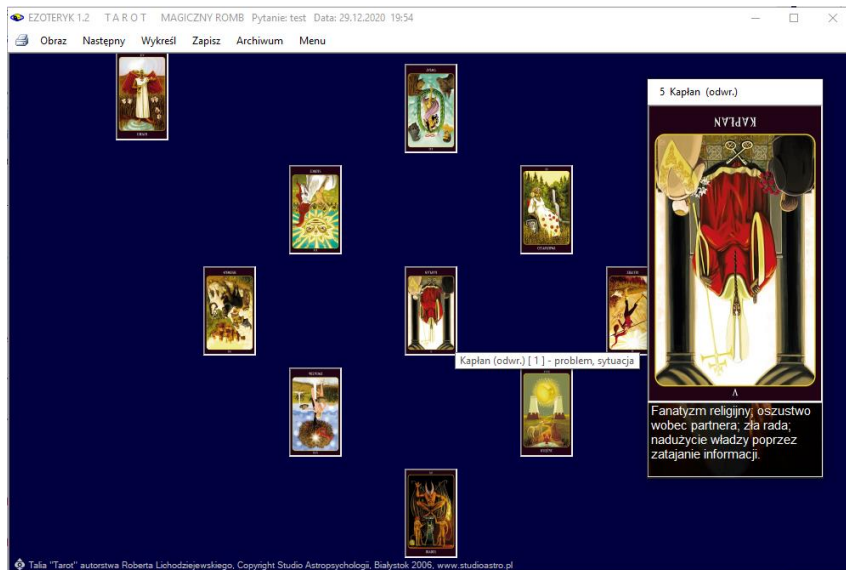 EZOTERYK 1.2 TAROT MAGICZNY ROMB Pytanie: test Data: 29.12.2020 19:54
Obraz Następny Wykreśl Zapisz Archiwum Menu
5 Kapłan (odwr.)
KAPŁAN
V
Kapłan (odwr.) [ 1 ] - problem, sytuacja
Fanatyzm religijny; oszustwo
wobec partnera; zła rada;
nadużycie władzy poprzez
zatajanie informacji.
Talia "Tarot" autorstwa Roberta Lichodziejewskiego, Copyright Studio Astropsychologii, Białystok 2006, www.studioastro.pl